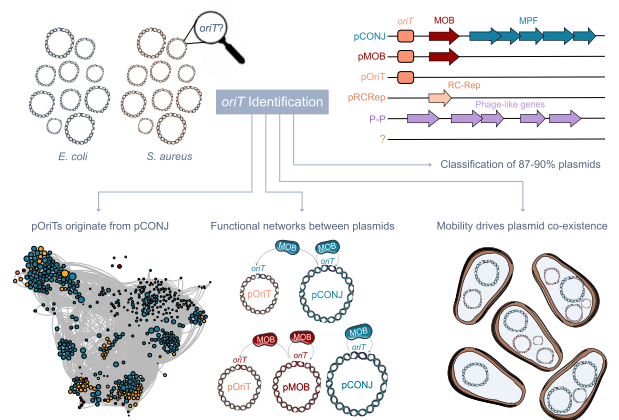 oriT?
E. coli
S. aureus
oriT Identification
oriT
MOB
MPF
pCONJ
pMOB
pOriT
pRCRep
RC-Rep
Phage-like genes
P-P
?
Classification of 87-90% plasmids
pOriTs originate from pCONJ
Functional networks between plasmids
Mobility drives plasmid co-existence
MOB
MOB
oriT
oriT
pOriT
pCONJ
MOB
MOB
MOB
oriT
oriT
oriT
pOriT
pMOB
pCONJ